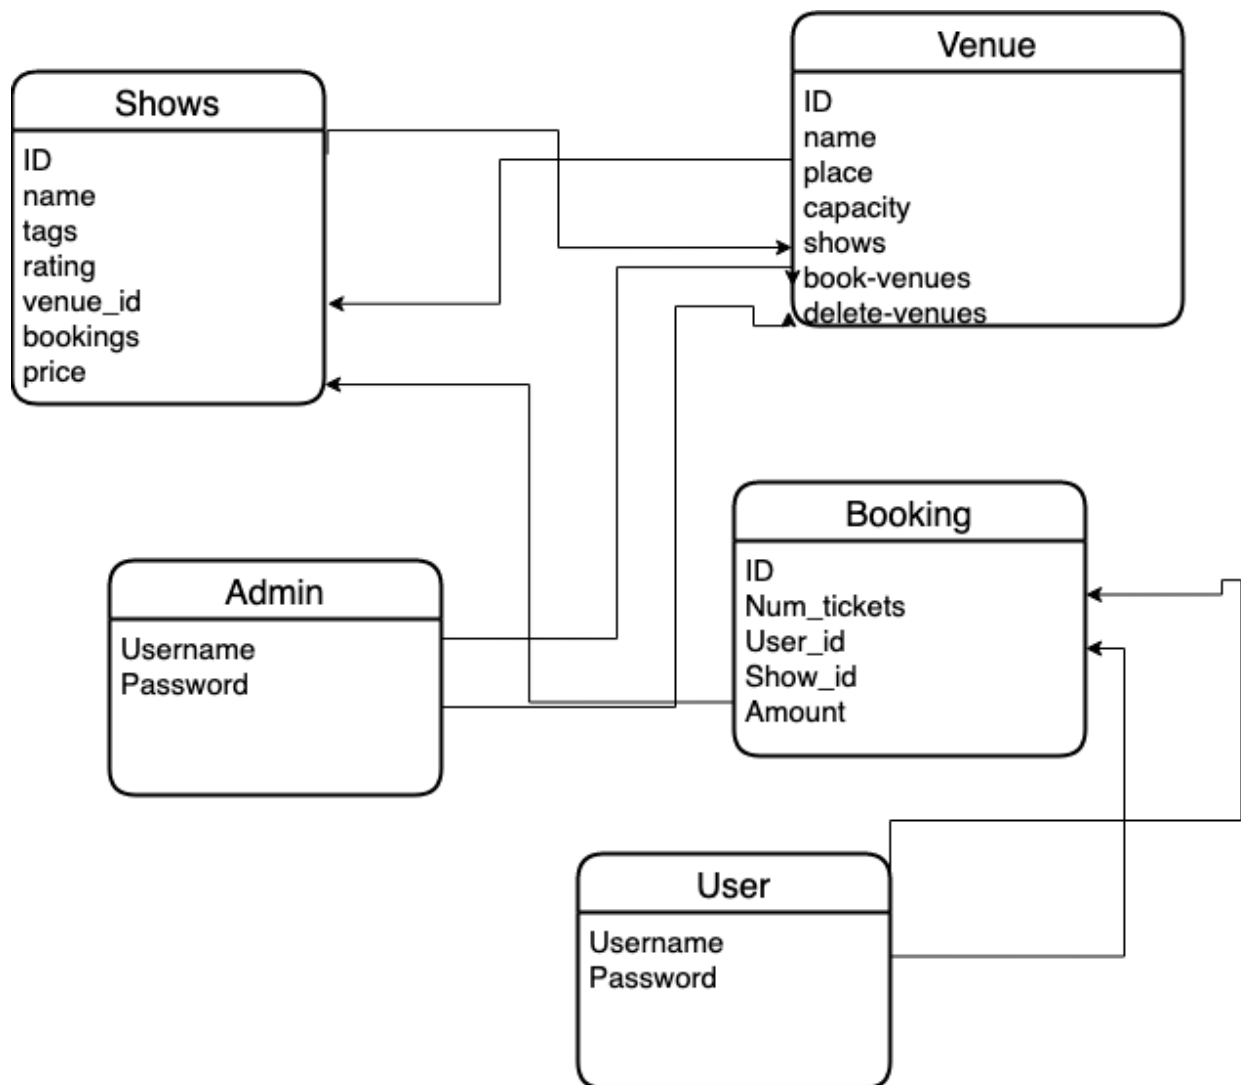 Shows
ID
name
tags
rating
venue_id
bookings
price
Venue
ID
name
place
capacity
shows
book-venues
delete-venues
Admin
Username
Password
Booking
ID
Num_tickets
User_id
Show_id
Amount
User
Username
Password